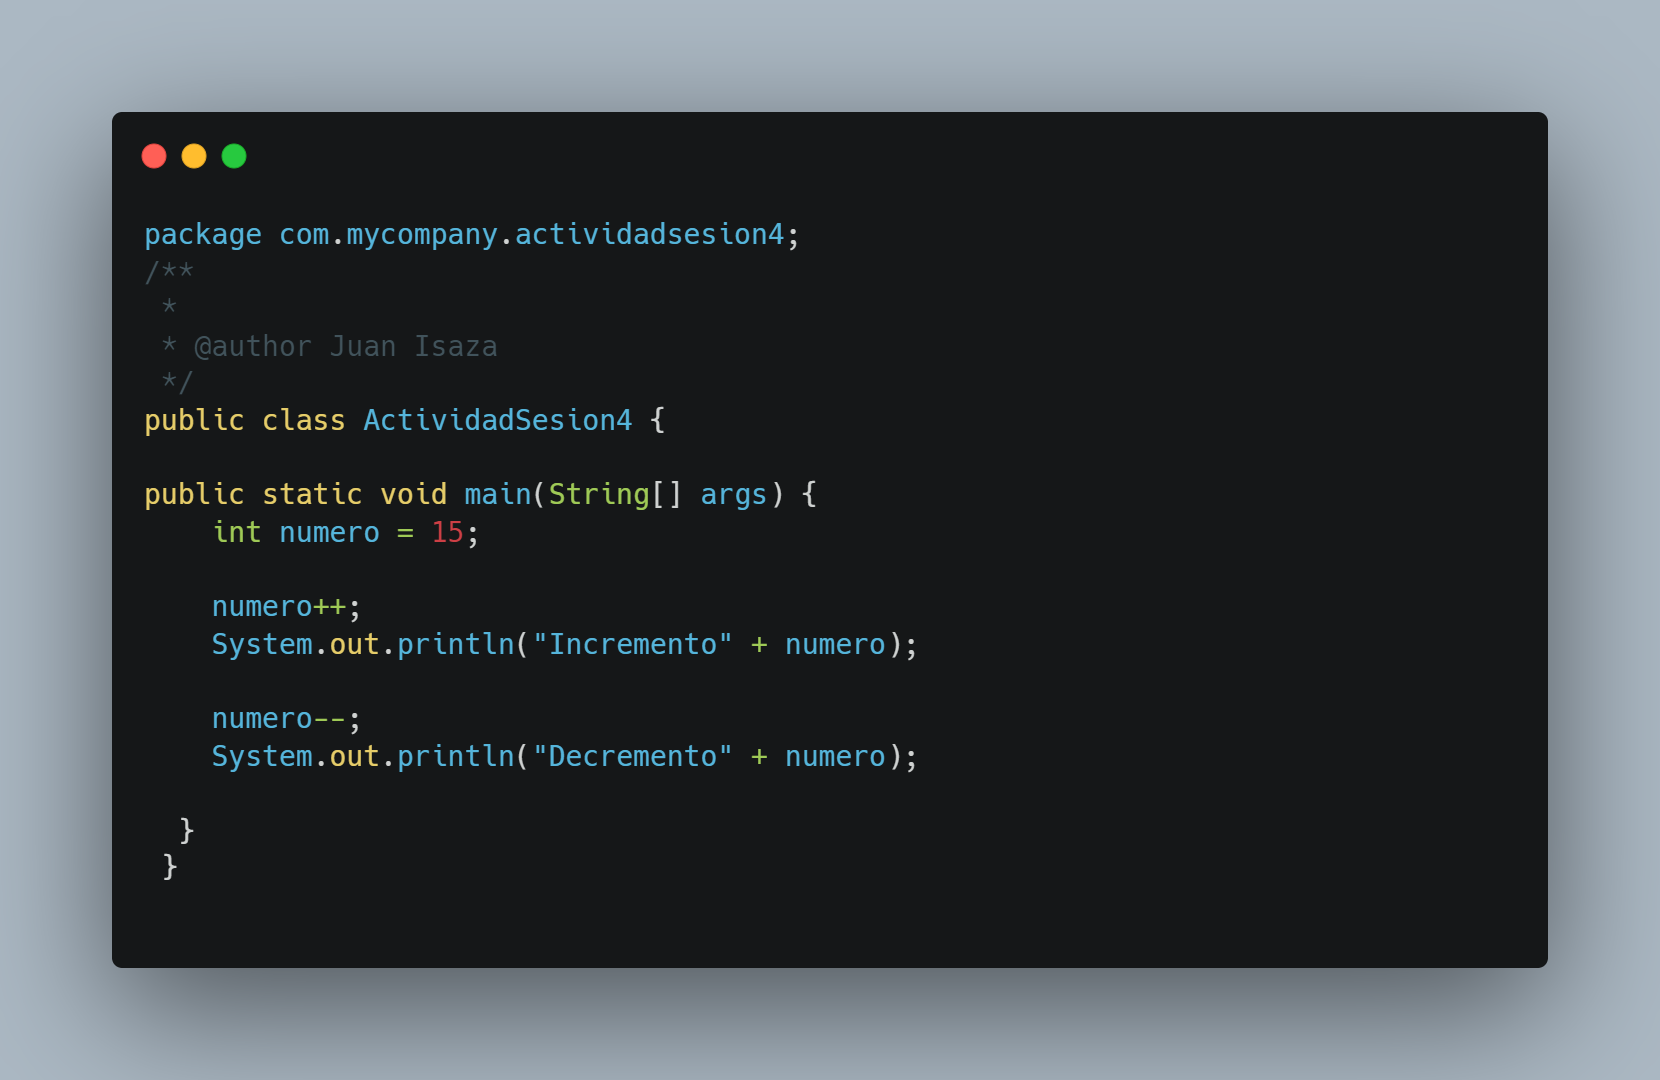 package com.mycompany.actividadsesion4;
/**
 *
 * @author Juan Isaza
 */
public class ActividadSesion4 {

public static void main(String[] args) {
    int numero = 15;

    numero++;
    System.out.println("Incremento" + numero);

    numero--;
    System.out.println("Decremento" + numero);

  }
 }